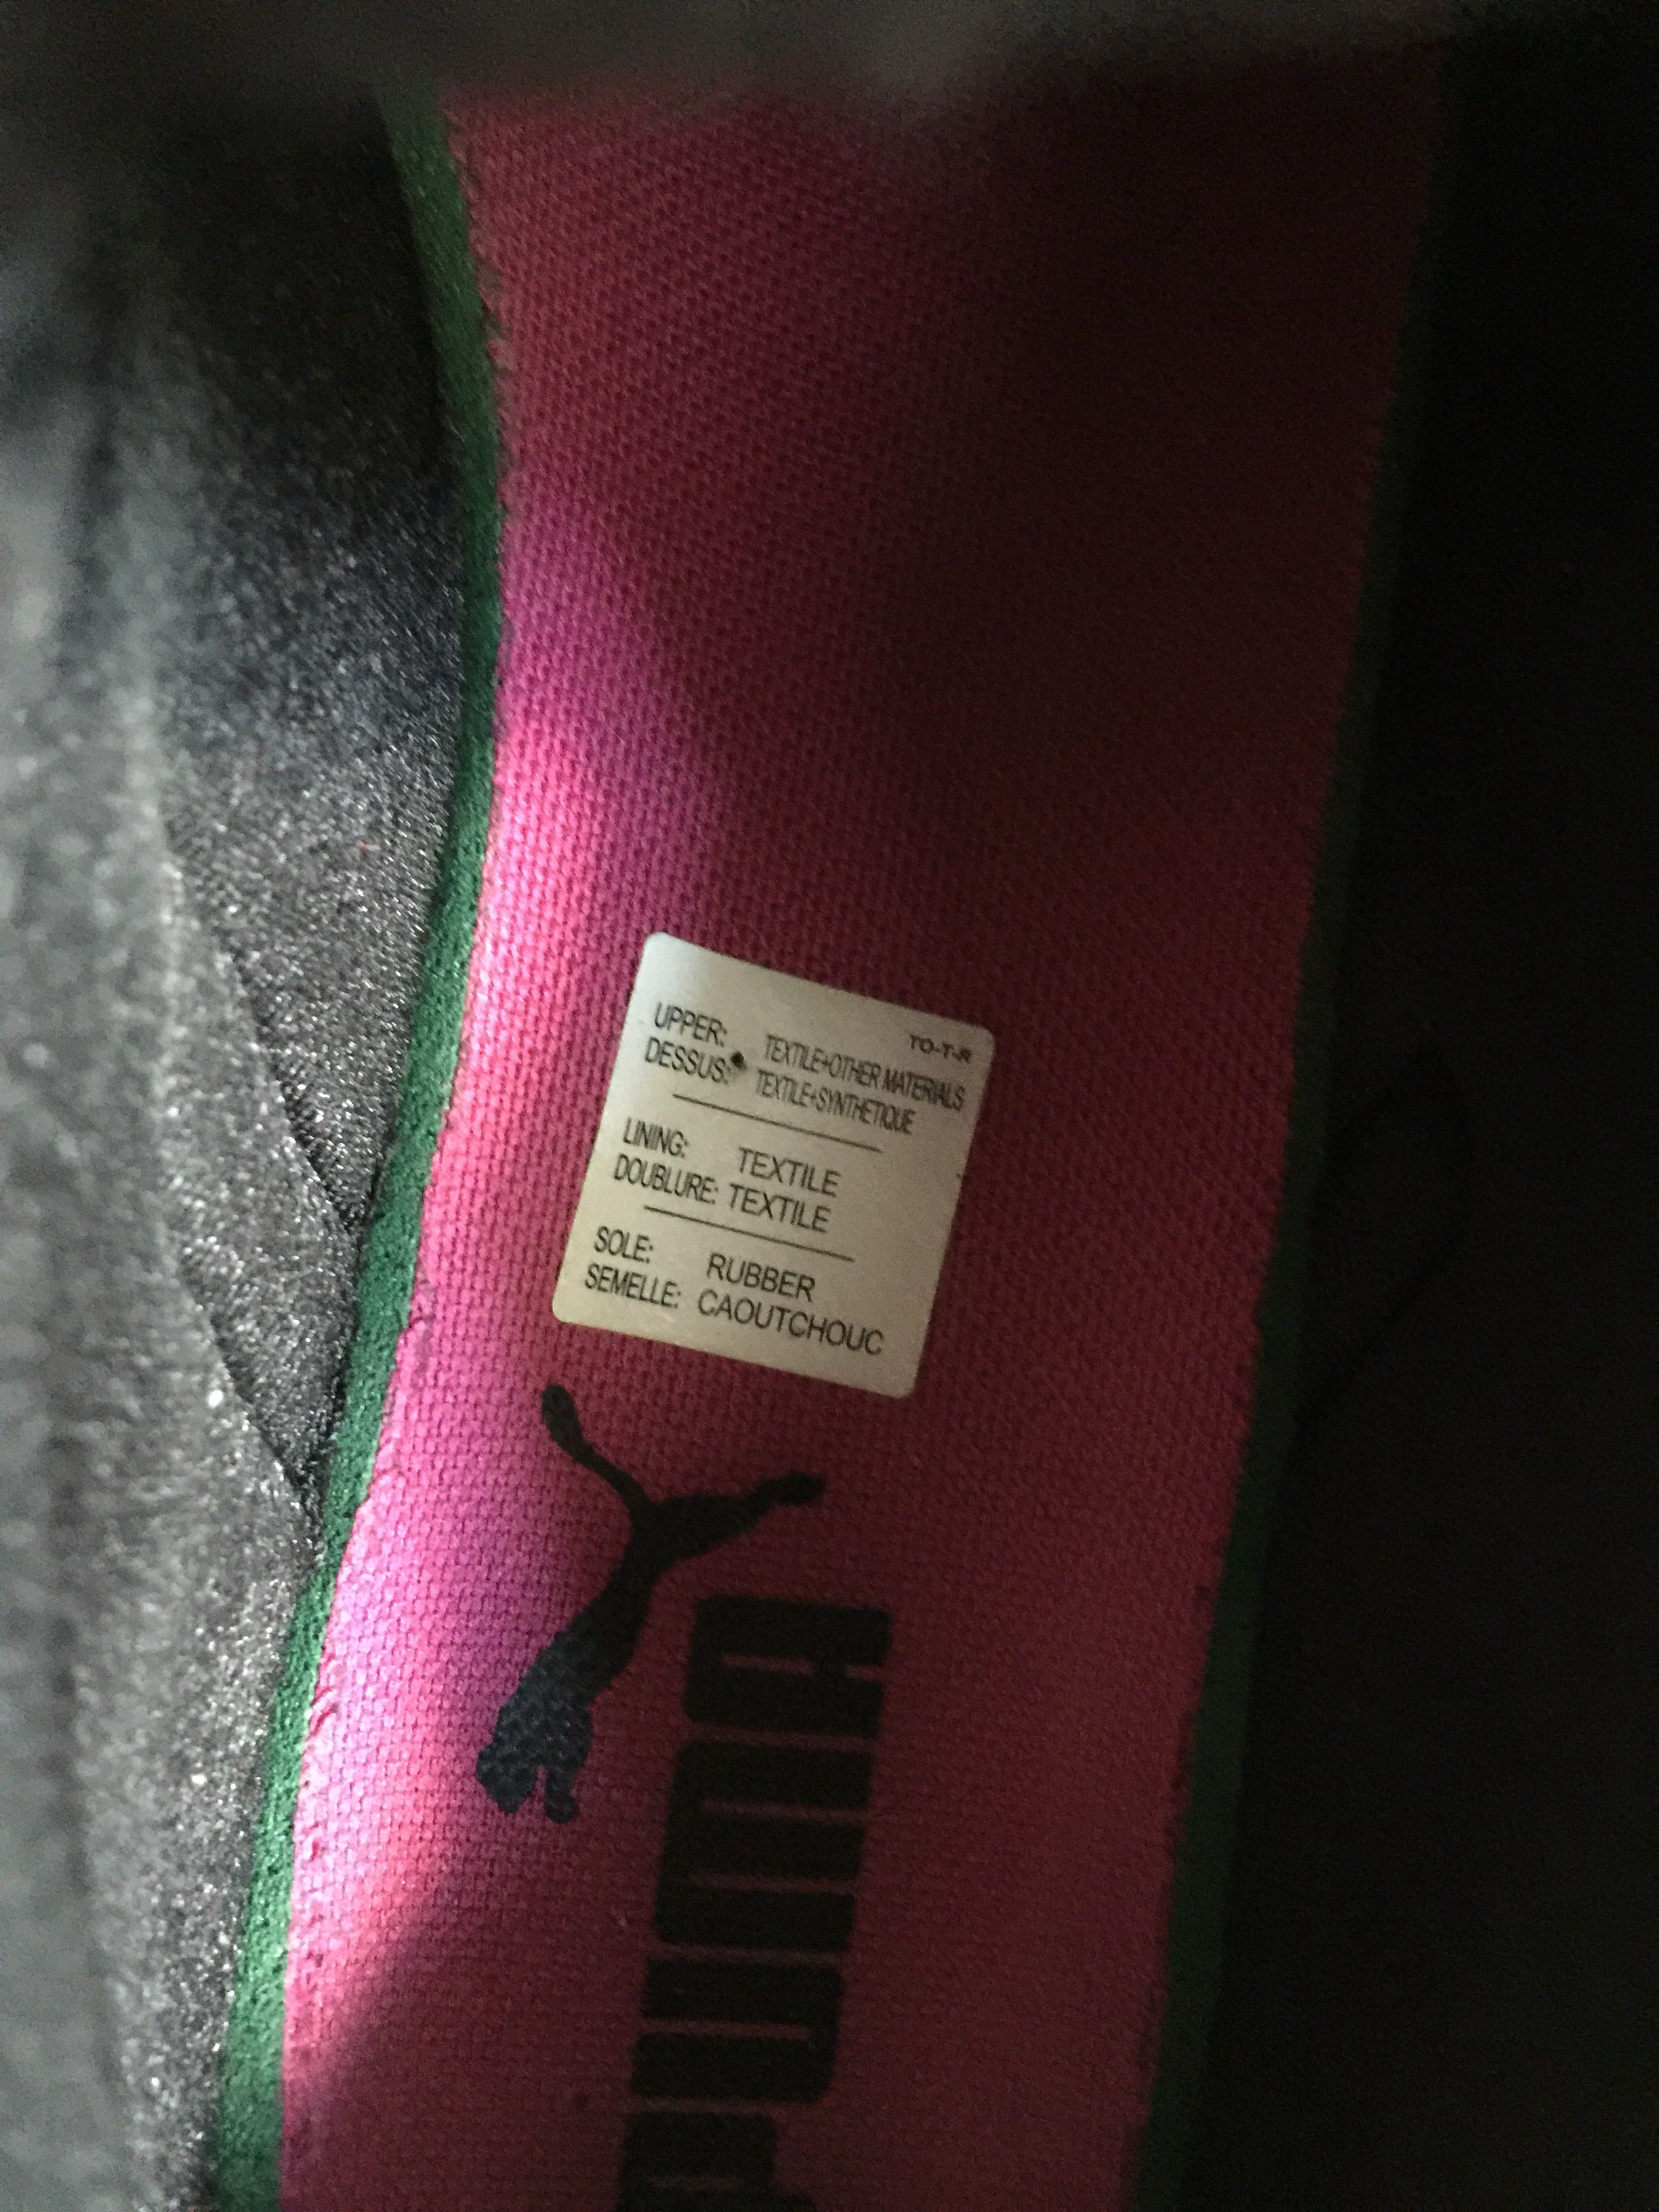 TO-T-R
UPPER: TEXTILE+OTHER MATERIALS
DESSUS: TEXTILE+SYNTHETIQUE
LINING: TEXTILE
DOUBLURE: TEXTILE
SOLE: RUBBER
SEMELLE: CAOUTCHOUC
PUMA